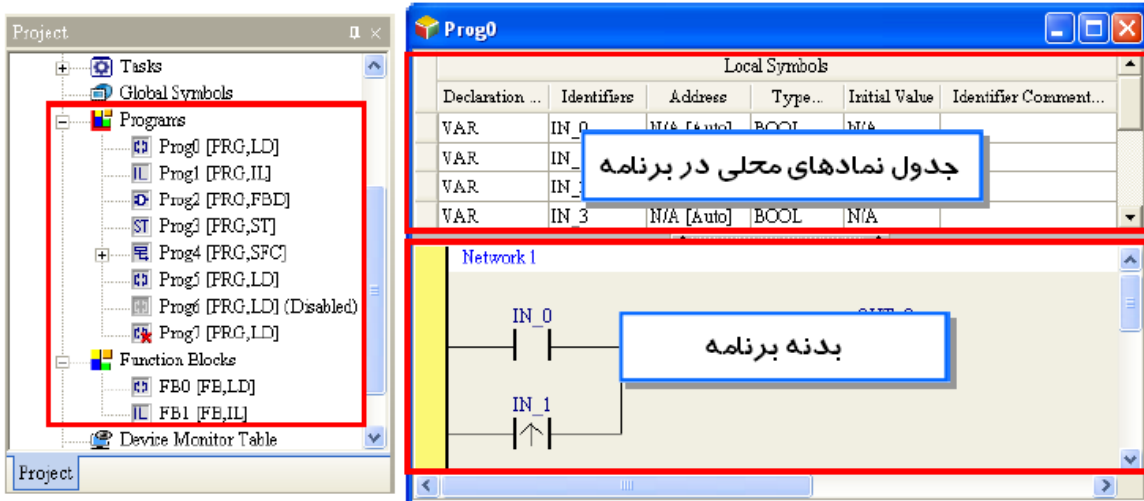 Project
Tasks
Global Symbols
Programs
Prog0 [PRG,LD]
Prog1 [PRG,IL]
Prog2 [PRG,FBD]
Prog3 [PRG,ST]
Prog4 [PRG,SFC]
Prog5 [PRG,LD]
Prog6 [PRG,LD] (Disabled)
Prog7 [PRG,LD]
Function Blocks
FB0 [FB,LD]
FB1 [FB,IL]
Device Monitor Table
Project
Prog0
Local Symbols
Declaration ... Identifiers Address Type... Initial Value Identifier Comment...
VAR IN_0 N/A [Auto] BOOL N/A
VAR IN_
VAR IN_
VAR IN_3 N/A [Auto] BOOL N/A
جدول نمادهای محلی در برنامه
Network 1
IN_0
بدنه برنامه
IN_1